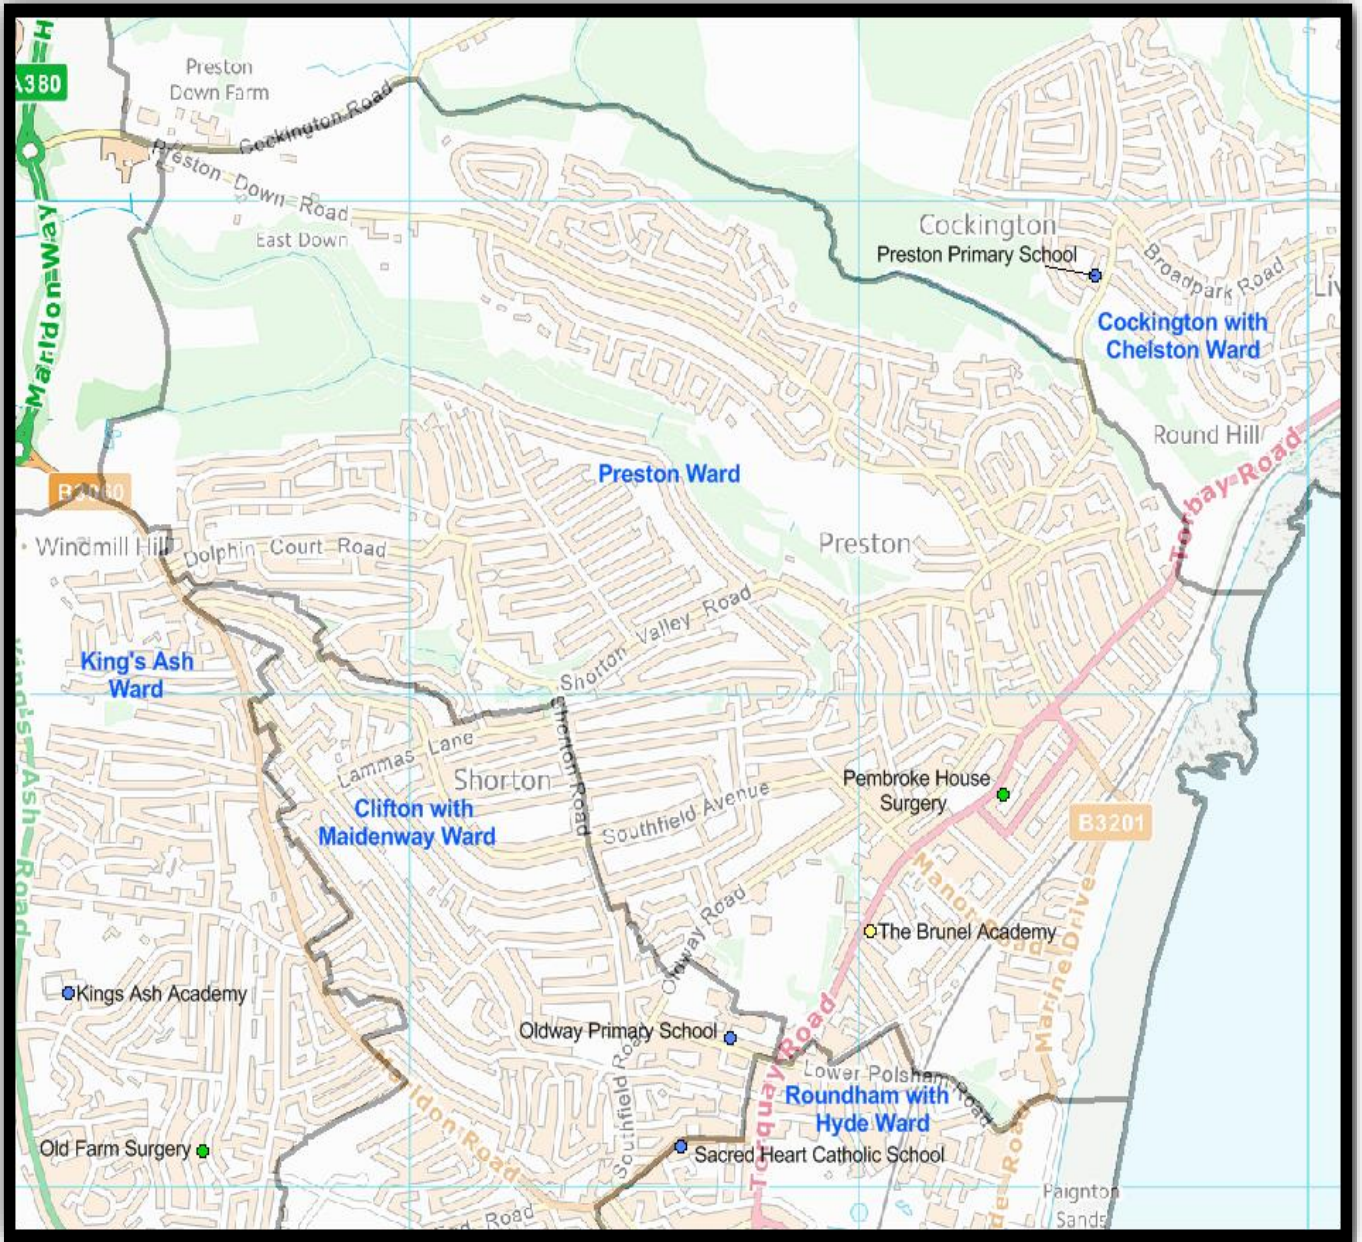 A380
Preston
Down Farm
Cockington Road
Preston Down Road
East Down
Marldon Way
Cockington
Preston Primary School
Broadpark Road
Cockington with
Chelston Ward
Round Hill
Torbay Road
Preston Ward
Preston
Windmill Hill
Dolphin Court Road
Shorton Valley Road
King's Ash
Ward
King's Ash Road
Lammas Lane
Shorton
Shorton Road
Clifton with
Maidenway Ward
Southfield Avenue
Pembroke House
Surgery
B3201
Manor Road
Marine Drive
The Brunel Academy
Oldway Road
Kings Ash Academy
Oldway Primary School
Torquay Road
Lower Polsham Road
Roundham with
Hyde Ward
Marldon Road
Southfield Road
Old Farm Surgery
Sacred Heart Catholic School
Paignton
Sands
Road